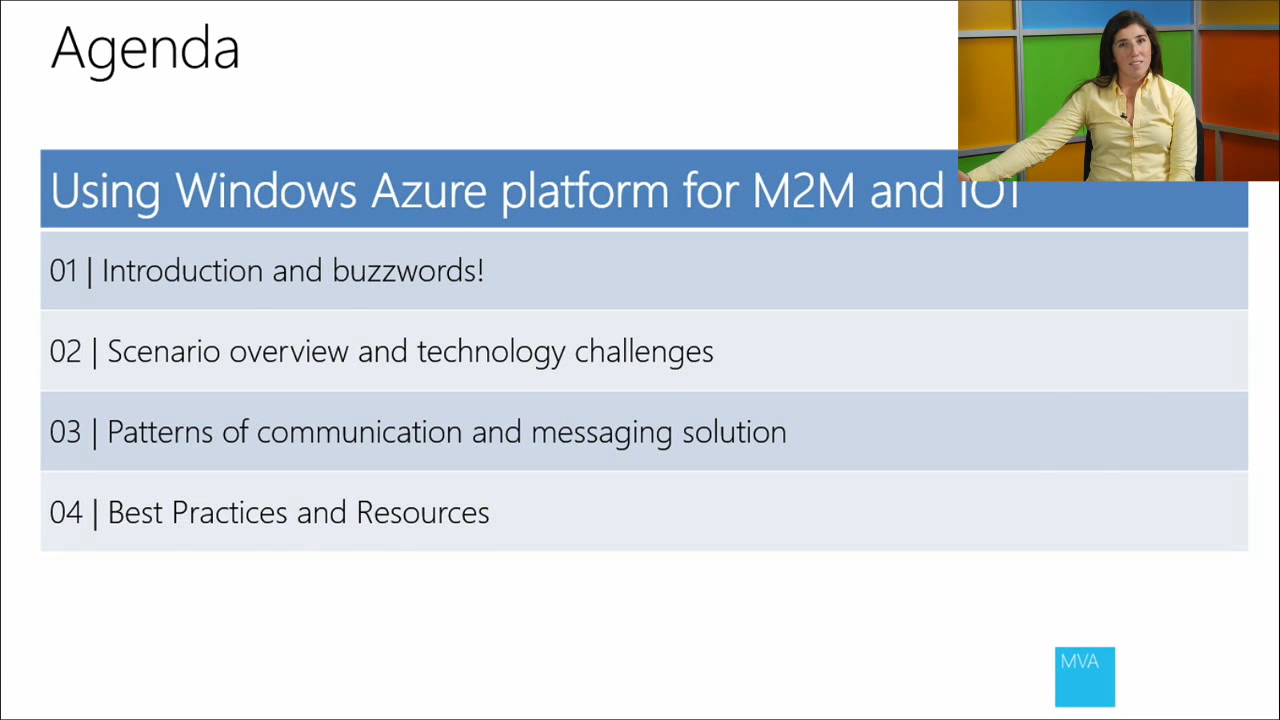 Agenda
Using Windows Azure platform for M2M and IOT
01 | Introduction and buzzwords!
02 | Scenario overview and technology challenges
03 | Patterns of communication and messaging solution
04 | Best Practices and Resources
MVA